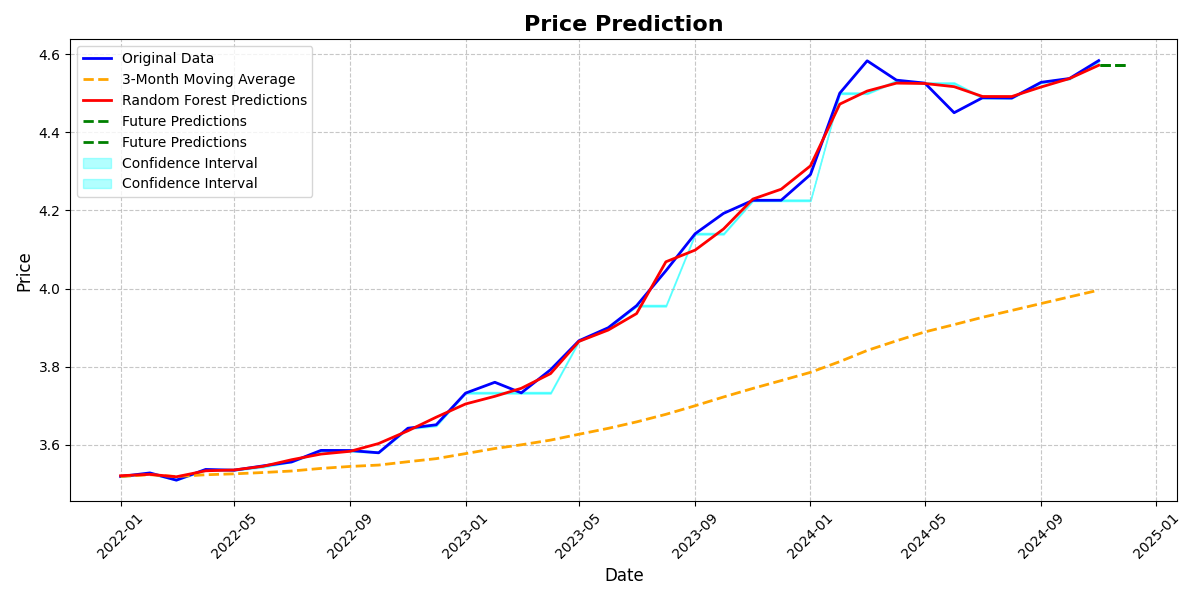 Price Prediction
Original Data
3-Month Moving Average
Random Forest Predictions
Future Predictions
Future Predictions
Confidence Interval
Confidence Interval
Price
4.6
4.4
4.2
4.0
3.8
3.6
2022-01
2022-05
2022-09
2023-01
2023-05
2023-09
2024-01
2024-05
2024-09
2025-01
Date